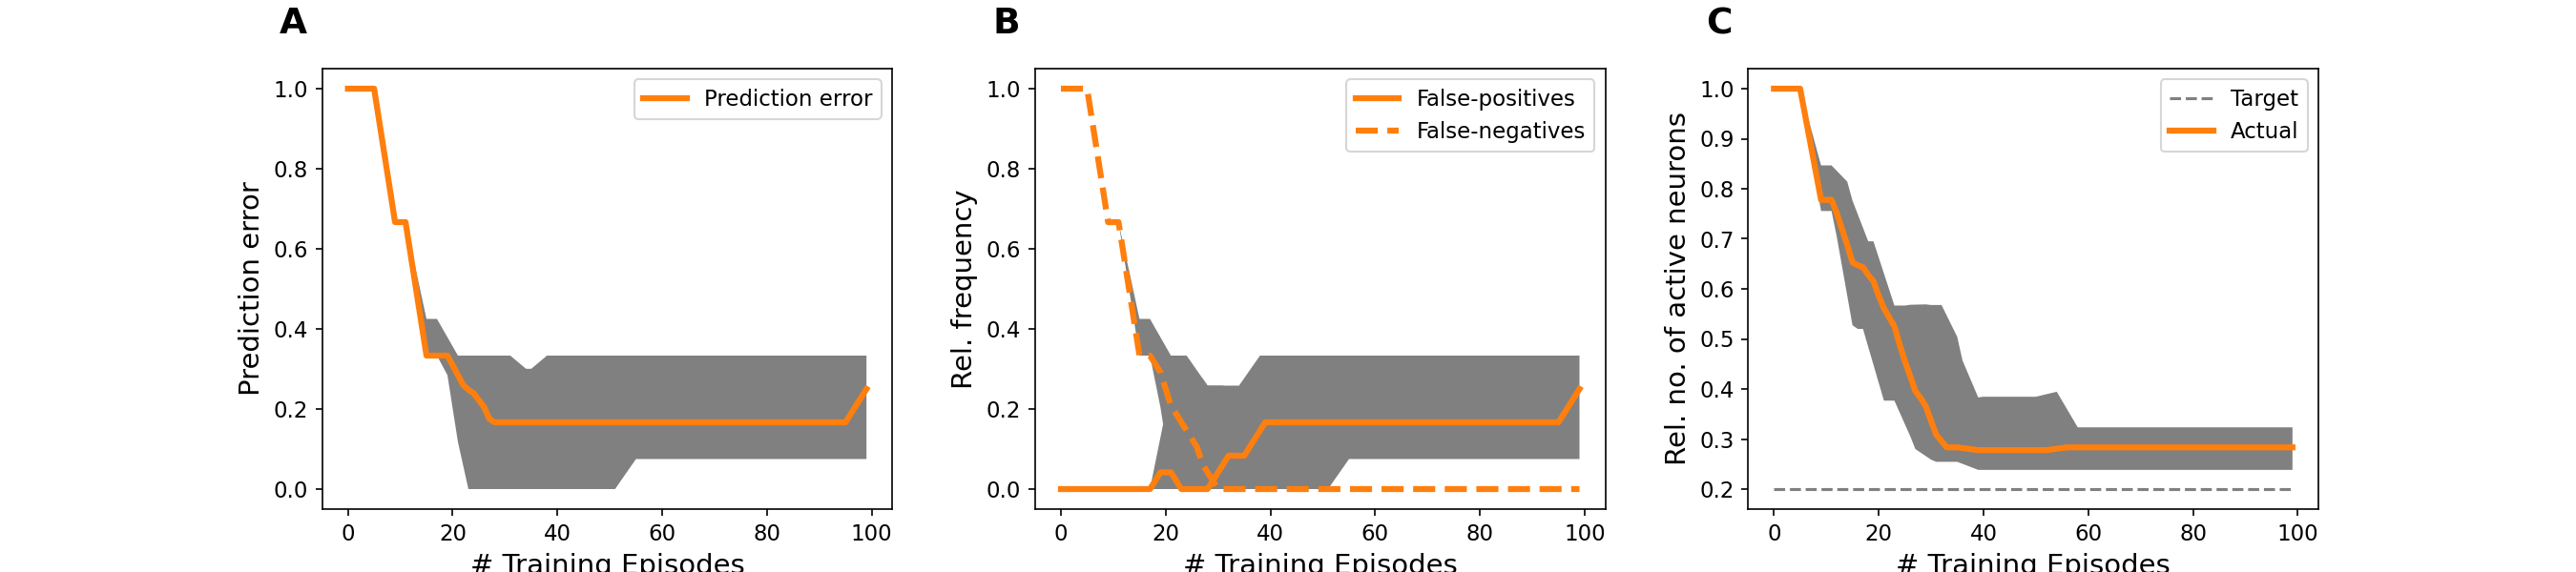 A
B
C
Prediction error
1.0
0.8
0.6
0.4
0.2
0.0
Prediction error
0
20
40
60
80
100
# Training Episodes
Rel. frequency
1.0
0.8
0.6
0.4
0.2
0.0
False-positives
False-negatives
0
20
40
60
80
100
# Training Episodes
Rel. no. of active neurons
1.0
0.9
0.8
0.7
0.6
0.5
0.4
0.3
0.2
Target
Actual
0
20
40
60
80
100
# Training Episodes